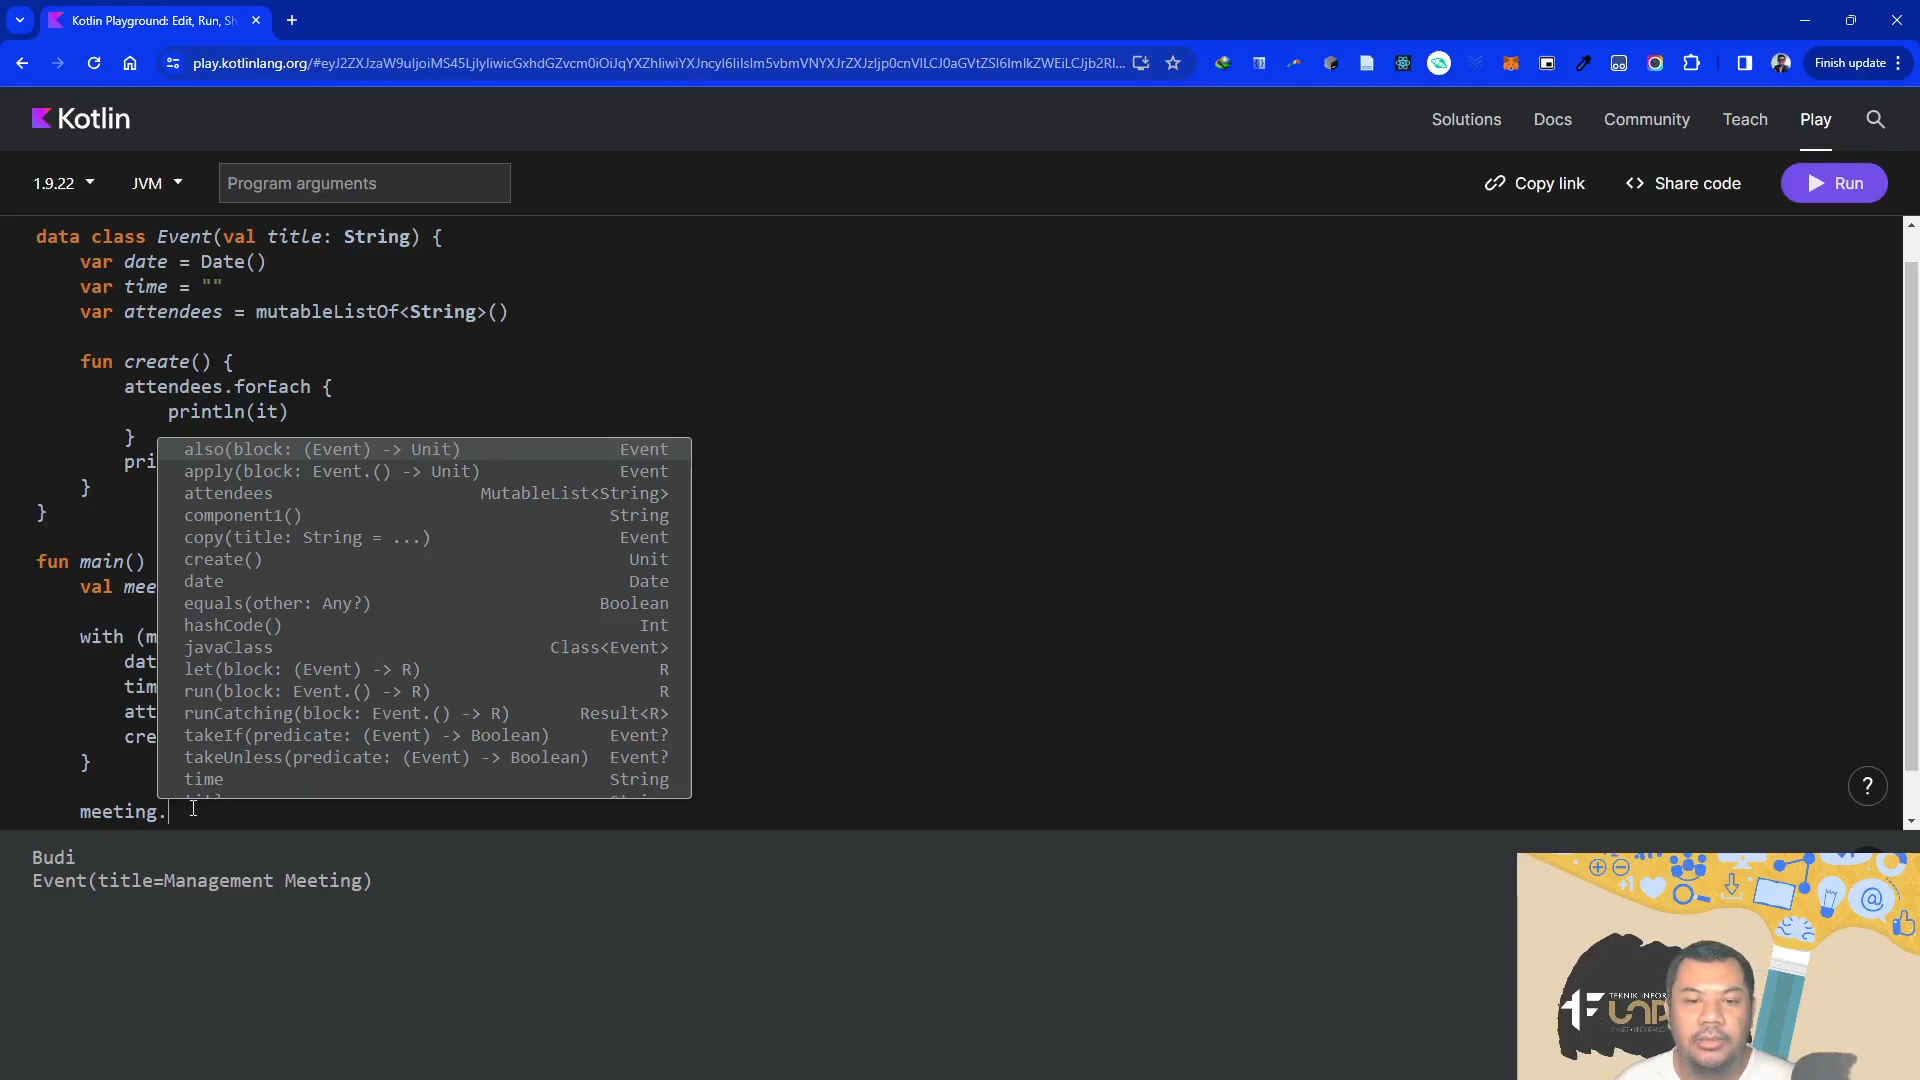 Kotlin Playground: Edit, Run, Sh
Finish update
Kotlin
Solutions
Docs
Community
Teach
Play
1.9.22
JVM
Program arguments
Copy link
Share code
Run
data class Event(val title: String) {
var date = Date()
var time = ""
var attendees = mutableListOf<String>()
fun create() {
attendees.forEach {
println(it)
}
pri
}
}
fun main()
val mee
with (m
dat
tim
att
cre
}
meeting.
also(block: (Event) -> Unit) Event
apply(block: Event.() -> Unit) Event
attendees MutableList<String>
component1() String
copy(title: String = ...) Event
create() Unit
date Date
equals(other: Any?) Boolean
hashCode() Int
javaClass Class<Event>
let(block: (Event) -> R) R
run(block: Event.() -> R) R
runCatching(block: Event.() -> R) Result<R>
takeIf(predicate: (Event) -> Boolean) Event?
takeUnless(predicate: (Event) -> Boolean) Event?
time String
?
Budi
Event(title=Management Meeting)
TEKNIK INFOR